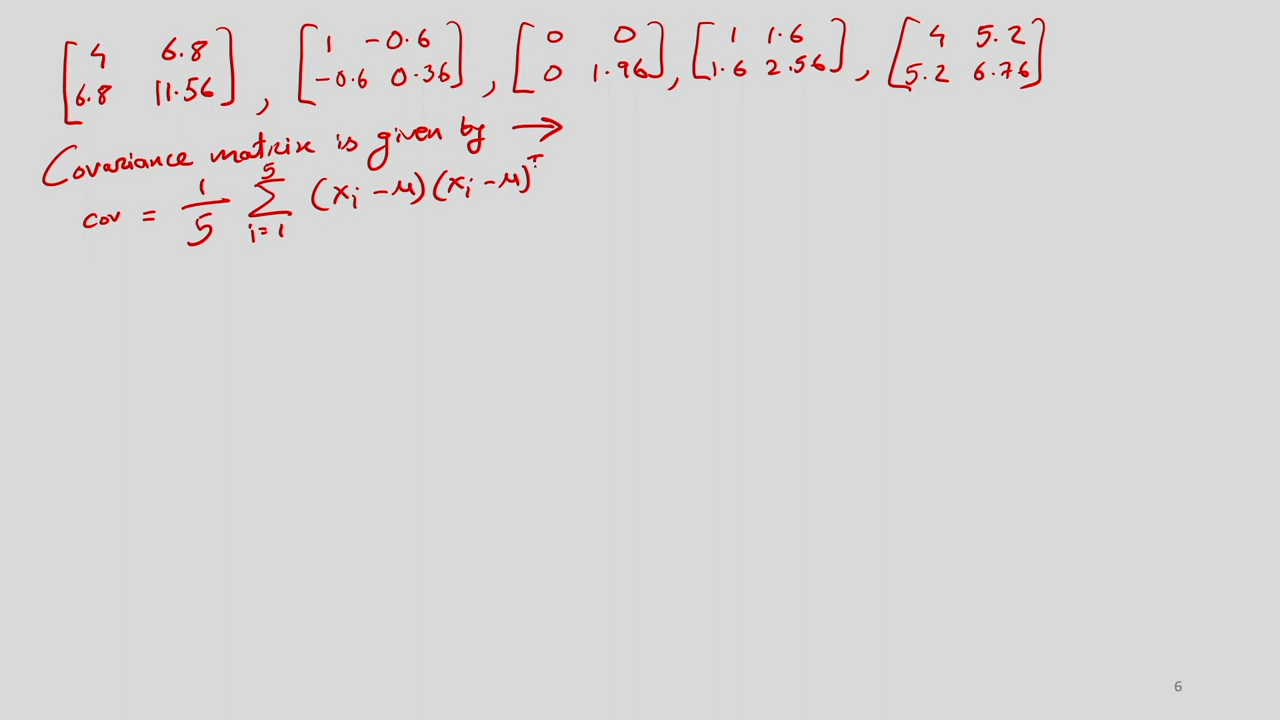 [4 6.8
6.8 11.56], [1 -0.6
-0.6 0.36], [0 0
0 1.96], [1 1.6
1.6 2.56], [4 5.2
5.2 6.76]
Covariance matrix is given by →
cov = 1/5 ∑_{i=1}^{5} (x_i - μ)(x_i - μ)^T
6